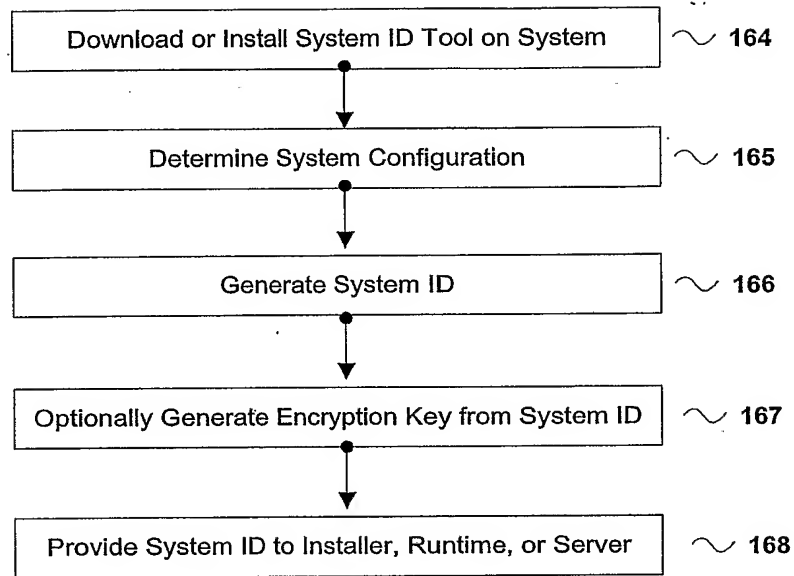 Download or Install System ID Tool on System 164
Determine System Configuration 165
Generate System ID 166
Optionally Generate Encryption Key from System ID 167
Provide System ID to Installer, Runtime, or Server 168